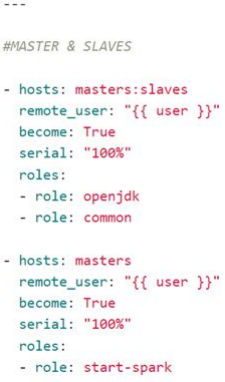 ---
#MASTER & SLAVES
- hosts: masters:slaves
remote_user: "{{ user }}"
become: True
serial: "100%"
roles:
- role: openjdk
- role: common
- hosts: masters
remote_user: "{{ user }}"
become: True
serial: "100%"
roles:
- role: start-spark